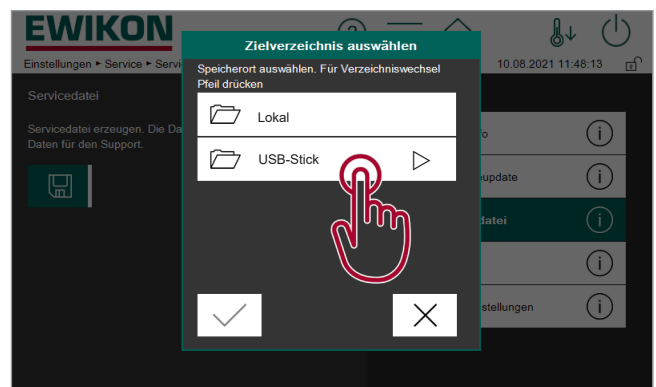 EWIKON
Einstellungen ► Service ► Servi
10.08.2021 11:48:13
Zielverzeichnis auswählen
Speicherort auswählen. Für Verzeichniswechsel
Pfeil drücken
Lokal
USB-Stick
Servicedatei
Servicedatei erzeugen. Die Da
Daten für den Support.
o
update
datei
stellungen